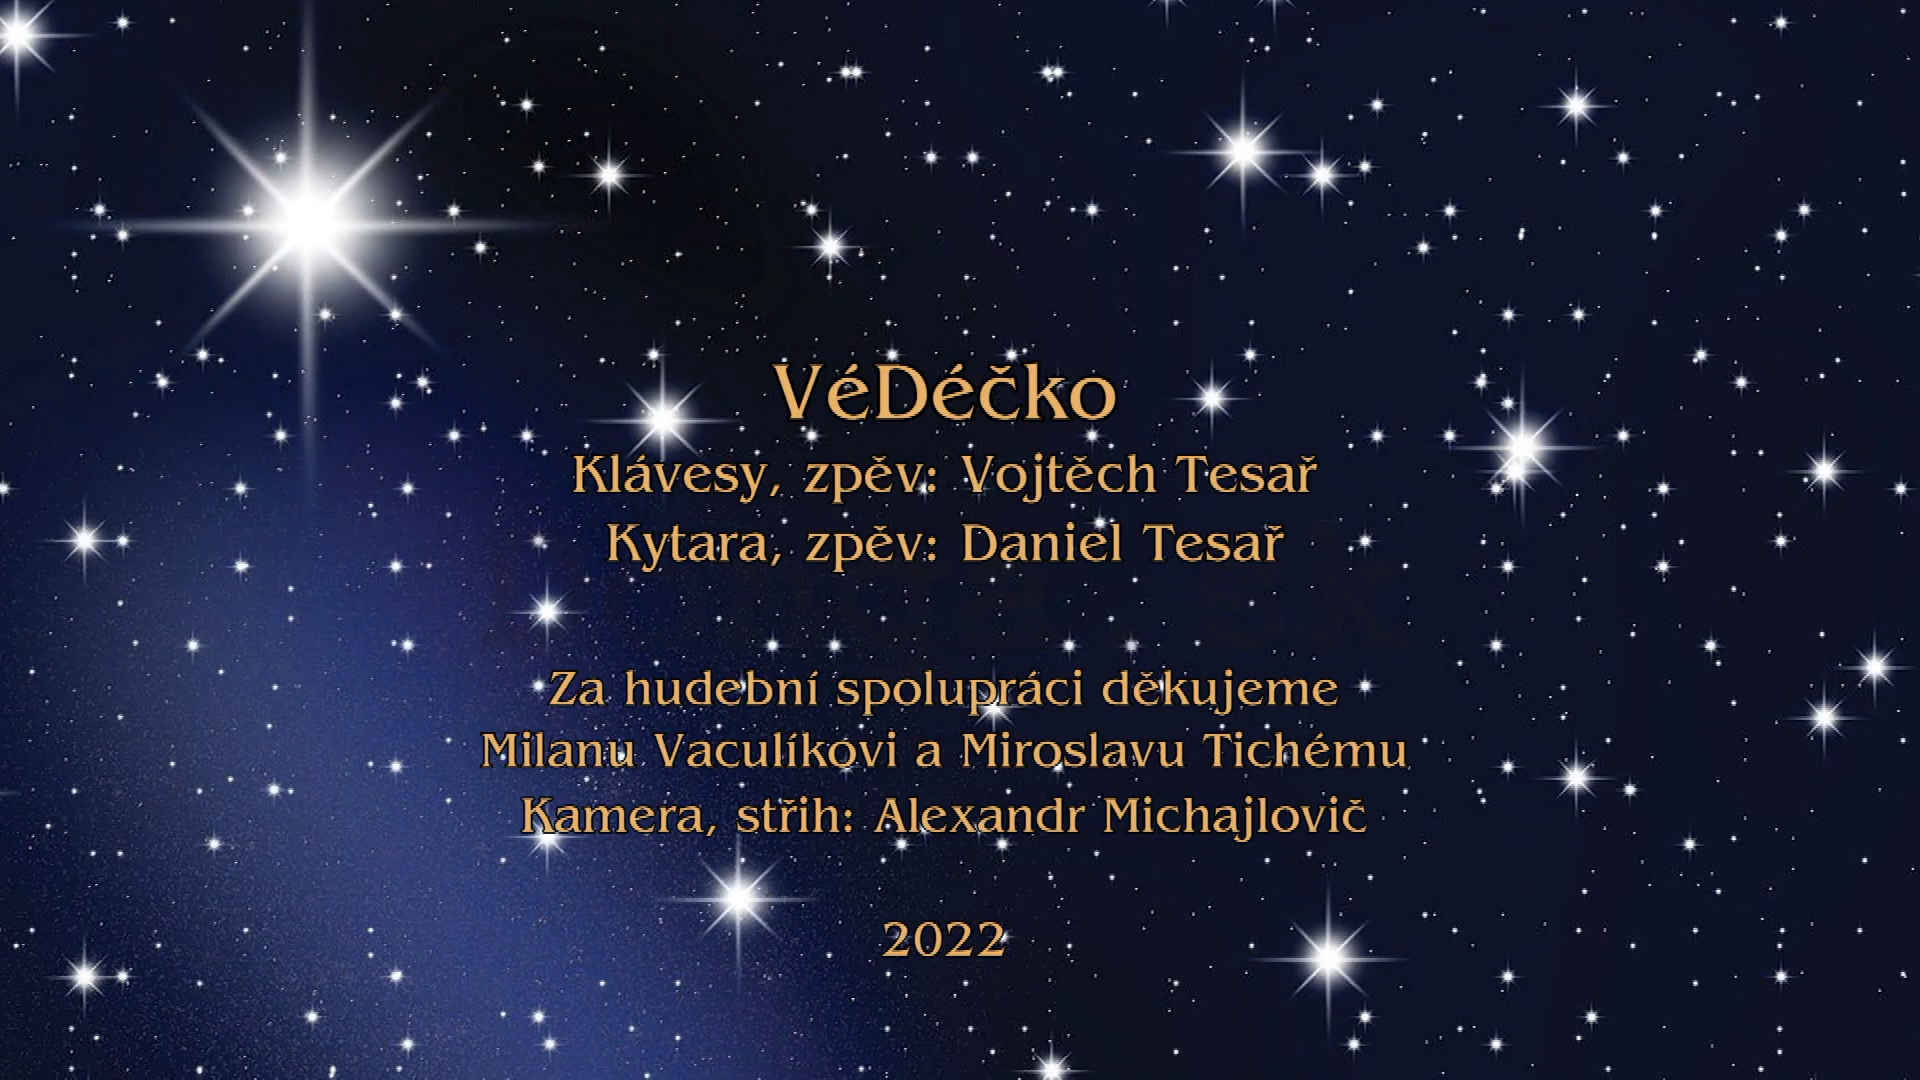 VéDéčko
Klávesy, zpěv: Vojtěch Tesař
Kytara, zpěv: Daniel Tesař
Za hudební spolupráci děkujeme
Milanu Vaculíkovi a Miroslavu Tichému
Kamera, střih: Alexandr Michajlovič
2022